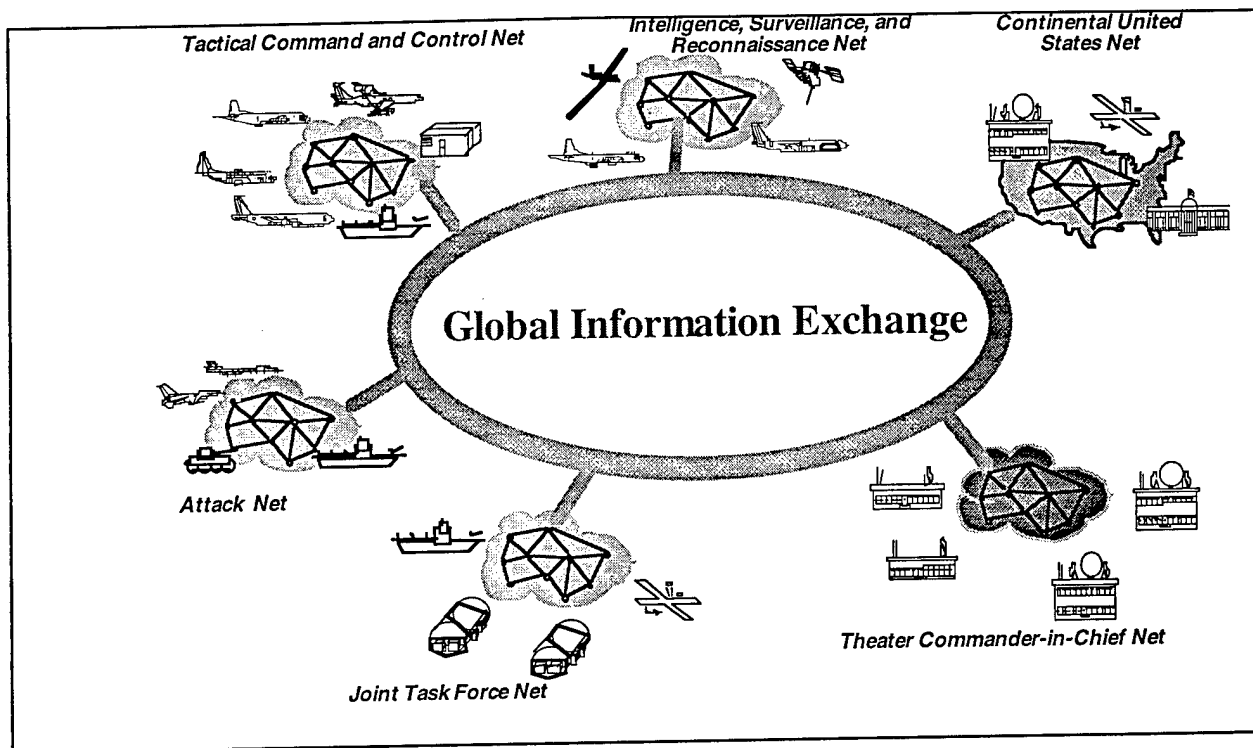 Tactical Command and Control Net
Intelligence, Surveillance, and
Reconnaissance Net
Continental United
States Net
Global Information Exchange
Attack Net
Joint Task Force Net
Theater Commander-in-Chief Net